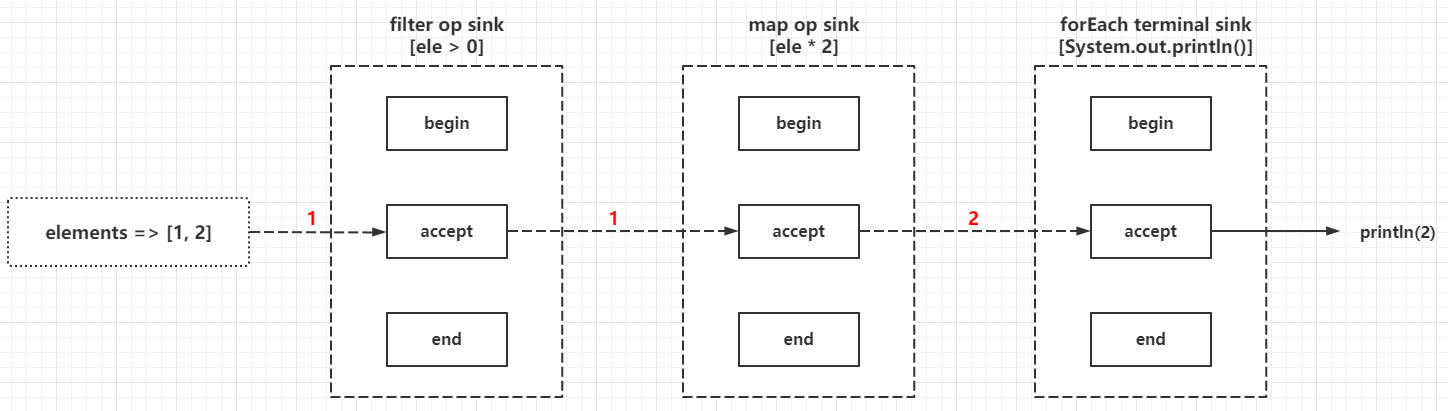 filter op sink
[ele > 0]
map op sink
[ele * 2]
forEach terminal sink
[System.out.println()]
begin
begin
begin
elements => [1, 2]
1
accept
1
accept
2
accept
println(2)
end
end
end